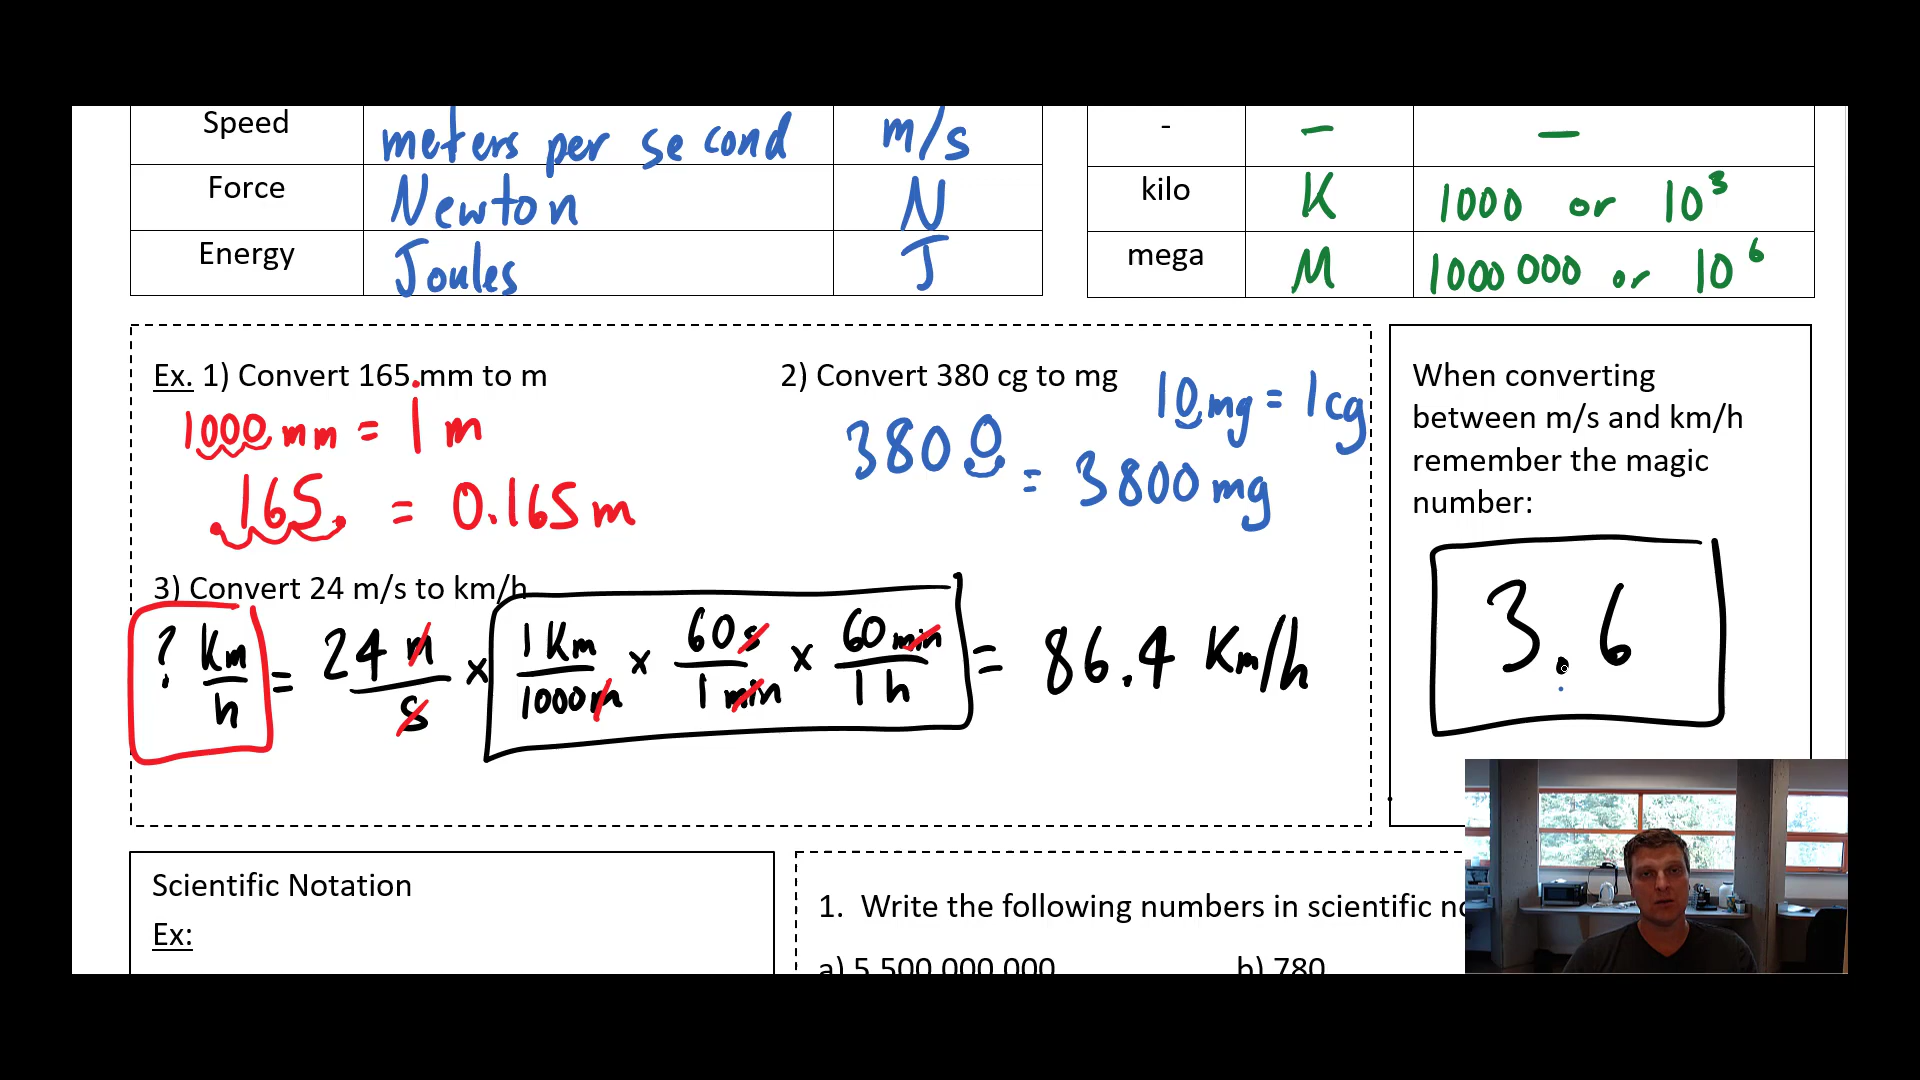 Speed meters per second m/s
Force Newton N
Energy Joules J
- – —
kilo K 1000 or 10³
mega M 1000 000 or 10⁶
Ex. 1) Convert 165.mm to m
1000 mm = 1 m
165. = 0.165 m
2) Convert 380 cg to mg
10 mg = 1 cg
3800 = 3800 mg
3) Convert 24 m/s to km/h
? Km/h = 24 m/s × 1 Km/1000 m × 60 s/1 min × 60 min/1 h = 86.4 Km/h
When converting
between m/s and km/h
remember the magic
number:
3.6
Scientific Notation
Ex:
1. Write the following numbers in scientific
a) 5 500 000 000 b) 780